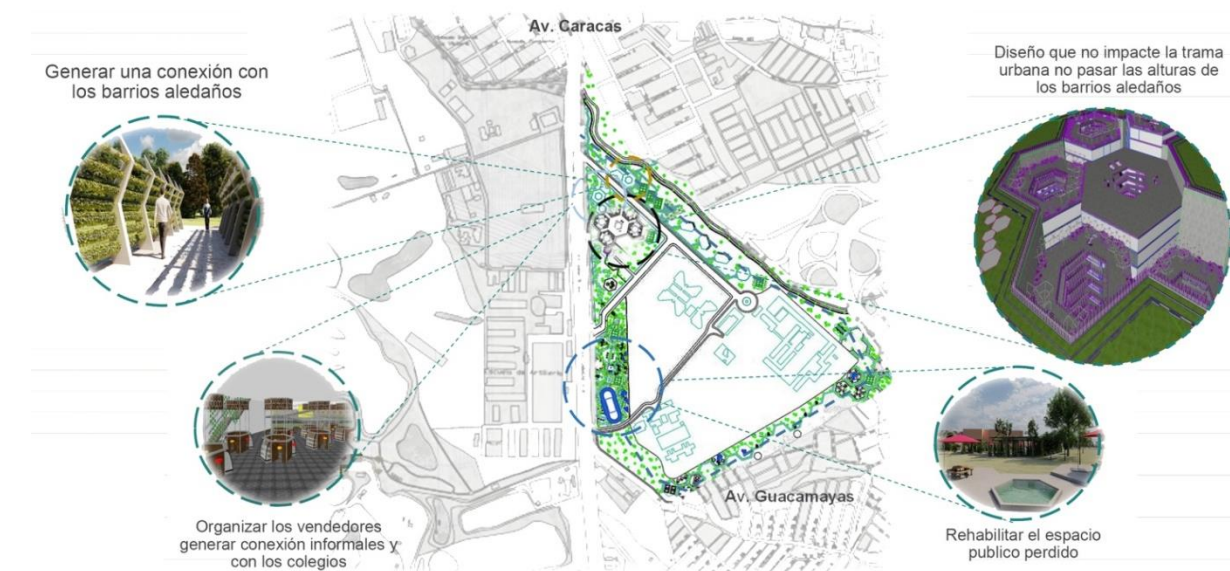 Av. Caracas
Generar una conexión con
los barrios aledaños
Diseño que no impacte la trama
urbana no pasar las alturas de
los barrios aledaños
Organizar los vendedores
generar conexión informales y
con los colegios
Av. Guacamayas
Rehabilitar el espacio
publico perdido